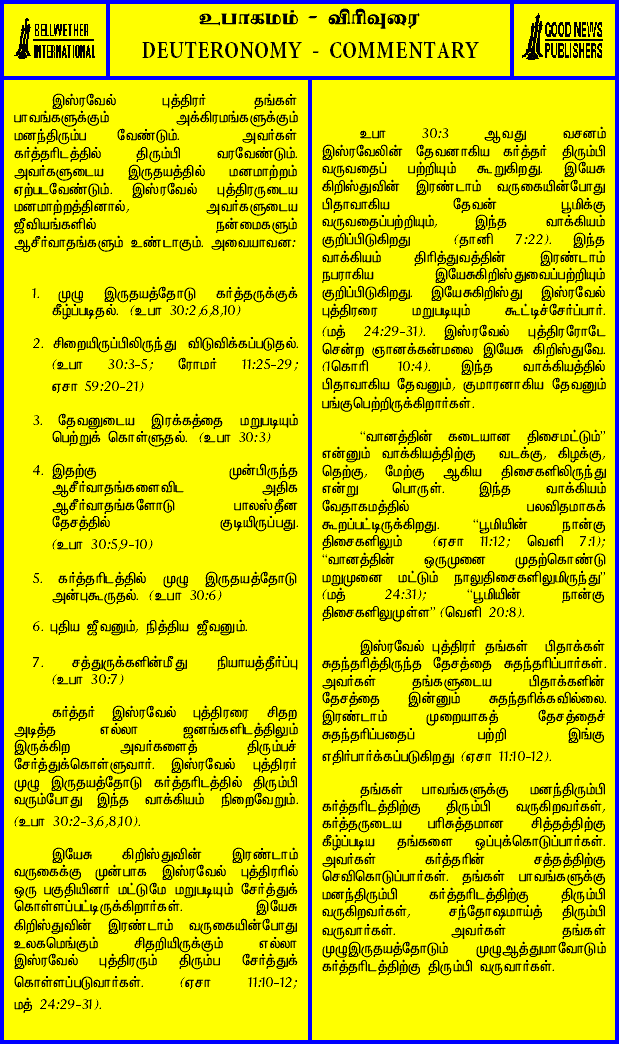 BELLWETHER
INTERNATIONAL
உபாகமம் - விரிவுரை
DEUTERONOMY - COMMENTARY
GOOD NEWS
PUBLISHERS
இஸ்ரவேல் புத்திரர் தங்கள்
பாவங்களுக்கும் அக்கிரமங்களுக்கும்
மனந்திரும்ப வேண்டும். அவர்கள்
கர்த்தரிடத்தில் திரும்பி வரவேண்டும்.
அவர்களுடைய இருதயத்தில் மனமாற்றம்
ஏற்படவேண்டும். இஸ்ரவேல் புத்திரருடைய
மனமாற்றத்தினால், அவர்களுடைய
ஜீவியங்களில் நன்மைகளும்
ஆசீர்வாதங்களும் உண்டாகும். அவையாவன:
1. முழு இருதயத்தோடு கர்த்தருக்குக்
கீழ்ப்படிதல். (உபா 30:2,6,8,10)
2. சிறையிருப்பிலிருந்து விடுவிக்கப்படுதல்.
(உபா 30:3-5; ரோமர் 11:25-29;
ஏசா 59:20-21)
3. தேவனுடைய இரக்கத்தை மறுபடியும்
பெற்றுக் கொள்ளுதல். (உபா 30:3)
4. இதற்கு முன்பிருந்த
ஆசீர்வாதங்களைவிட அதிக
ஆசீர்வாதங்களோடு பாலஸ்தீன
தேசத்தில் குடியிருப்பது.
(உபா 30:5,9-10)
5. கர்த்தரிடத்தில் முழு இருதயத்தோடு
அன்புகூருதல். (உபா 30:6)
6. புதிய ஜீவனும், நித்திய ஜீவனும்.
7. சத்துருக்களின்மீது நியாயத்தீர்ப்பு
(உபா 30:7)
கர்த்தர் இஸ்ரவேல் புத்திரரை சிதற
அடித்த எல்லா ஜனங்களிடத்திலும்
இருக்கிற அவர்களைத் திரும்பச்
சேர்த்துக்கொள்ளுவார். இஸ்ரவேல் புத்திரர்
முழு இருதயத்தோடு கர்த்தரிடத்தில் திரும்பி
வரும்போது இந்த வாக்கியம் நிறைவேறும்.
(உபா 30:2-3,6,8,10).
இயேசு கிறிஸ்துவின் இரண்டாம்
வருகைக்கு முன்பாக இஸ்ரவேல் புத்திரரில்
ஒரு பகுதியினர் மட்டுமே மறுபடியும் சேர்த்துக்
கொள்ளப்பட்டிருக்கிறார்கள். இயேசு
கிறிஸ்துவின் இரண்டாம் வருகையின்போது
உலகமெங்கும் சிதறியிருக்கும் எல்லா
இஸ்ரவேல் புத்திரரும் திரும்ப சேர்த்துக்
கொள்ளப்படுவார்கள். (ஏசா 11:10-12;
மத் 24:29-31).
உபா 30:3 ஆவது வசனம்
இஸ்ரவேலின் தேவனாகிய கர்த்தர் திரும்பி
வருவதைப் பற்றியும் கூறுகிறது. இயேசு
கிறிஸ்துவின் இரண்டாம் வருகையின்போது
பிதாவாகிய தேவன் பூமிக்கு
வருவதைப்பற்றியும், இந்த வாக்கியம்
குறிப்பிடுகிறது (தானி 7:22). இந்த
வாக்கியம் திரித்துவத்தின் இரண்டாம்
நபராகிய இயேசுகிறிஸ்துவைப்பற்றியும்
குறிப்பிடுகிறது. இயேசுகிறிஸ்து இஸ்ரவேல்
புத்திரரை மறுபடியும் கூட்டிச்சேர்ப்பார்.
(மத் 24:29-31). இஸ்ரவேல் புத்திரரோடே
சென்ற ஞானக்கன்மலை இயேசு கிறிஸ்துவே.
(1கொரி 10:4). இந்த வாக்கியத்தில்
பிதாவாகிய தேவனும், குமாரனாகிய தேவனும்
பங்குபெற்றிருக்கிறார்கள்.
"வானத்தின் கடையான திசைமட்டும்"
என்னும் வாக்கியத்திற்கு வடக்கு, கிழக்கு,
தெற்கு, மேற்கு ஆகிய திசைகளிலிருந்து
என்று பொருள். இந்த வாக்கியம்
வேதாகமத்தில் பலவிதமாகக்
கூறப்பட்டிருக்கிறது. "பூமியின் நான்கு
திசைகளிலும் (ஏசா 11:12; வெளி 7:1);
"வானத்தின் ஒருமுனை முதற்கொண்டு
மறுமுனை மட்டும் நாலுதிசைகளிலுமிருந்து"
(மத் 24:31); "பூமியின் நான்கு
திசைகளிலுமுள்ள" (வெளி 20:8).
இஸ்ரவேல் புத்திரர் தங்கள் பிதாக்கள்
சுதந்தரித்திருந்த தேசத்தை சுதந்தரிப்பார்கள்.
அவர்கள் தங்களுடைய பிதாக்களின்
தேசத்தை இன்னும் சுதந்தரிக்கவில்லை.
இரண்டாம் முறையாகத் தேசத்தைச்
சுதந்தரிப்பதைப் பற்றி இங்கு
எதிர்பார்க்கப்படுகிறது (ஏசா 11:10-12).
தங்கள் பாவங்களுக்கு மனந்திரும்பி
கர்த்தரிடத்திற்கு திரும்பி வருகிறவர்கள்,
கர்த்தருடைய பரிசுத்தமான சித்தத்திற்கு
கீழ்ப்படிய தங்களை ஒப்புக்கொடுப்பார்கள்.
அவர்கள் கர்த்தரின் சத்தத்திற்கு
செவிகொடுப்பார்கள். தங்கள் பாவங்களுக்கு
மனந்திரும்பி கர்த்தரிடத்திற்கு திரும்பி
வருகிறவர்கள், சந்தோஷமாய்த் திரும்பி
வருவார்கள். அவர்கள் தங்கள்
முழுஇருதயத்தோடும் முழுஆத்துமாவோடும்
கர்த்தரிடத்திற்கு திரும்பி வருவார்கள்.